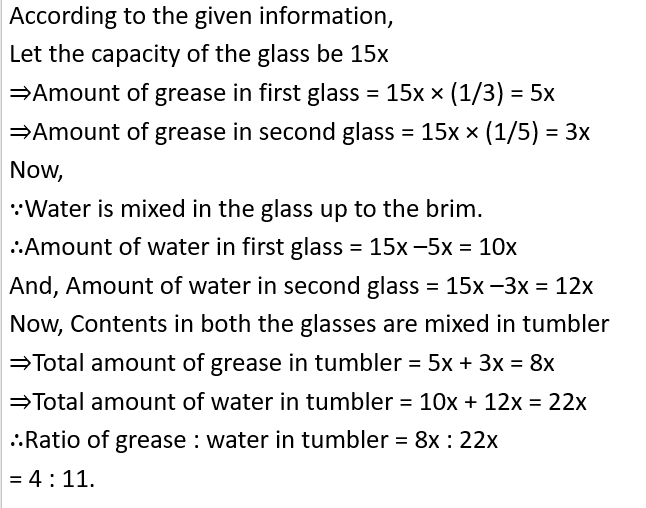 According to the given information,
Let the capacity of the glass be 15x
⇒Amount of grease in first glass = 15x × (1/3) = 5x
⇒Amount of grease in second glass = 15x × (1/5) = 3x
Now,
∵Water is mixed in the glass up to the brim.
∴Amount of water in first glass = 15x –5x = 10x
And, Amount of water in second glass = 15x –3x = 12x
Now, Contents in both the glasses are mixed in tumbler
⇒Total amount of grease in tumbler = 5x + 3x = 8x
⇒Total amount of water in tumbler = 10x + 12x = 22x
∴Ratio of grease : water in tumbler = 8x : 22x
= 4 : 11.